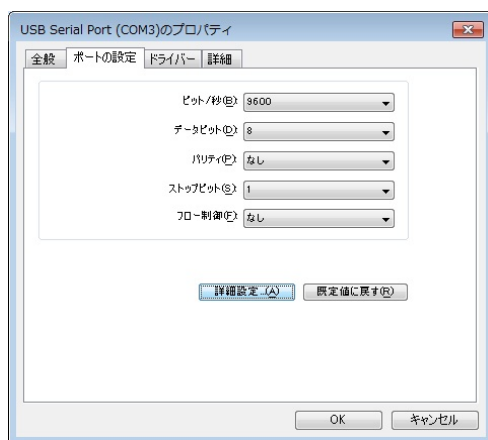 USB Serial Port (COM3)のプロパティ
全般 ポートの設定 ドライバー 詳細
ビット/秒(B): 9600
データ ビット(D): 8
パリティ(P): なし
ストップ ビット(S): 1
フロー制御(F): なし
詳細設定...(A) 既定値に戻す(R)
OK キャンセル